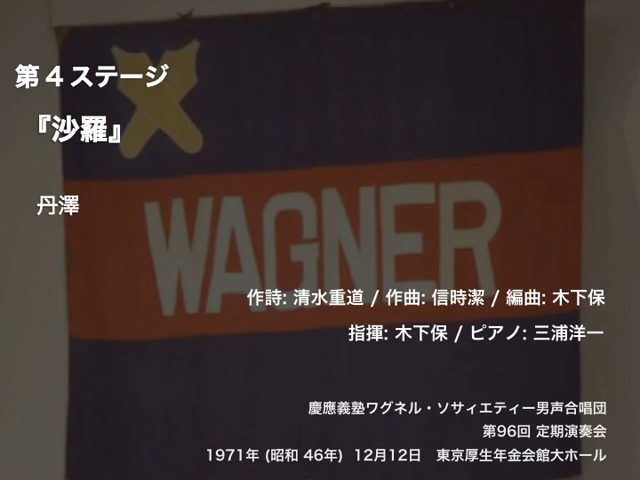 第4ステージ
『沙羅』
丹澤
WAGNER
作詩: 清水重道 / 作曲: 信時潔 / 編曲: 木下保
指揮: 木下保 / ピアノ: 三浦洋一
慶應義塾ワグネル・ソサィエティー男声合唱団
第96回 定期演奏会
1971年 (昭和 46年) 12月12日 東京厚生年金会館大ホール